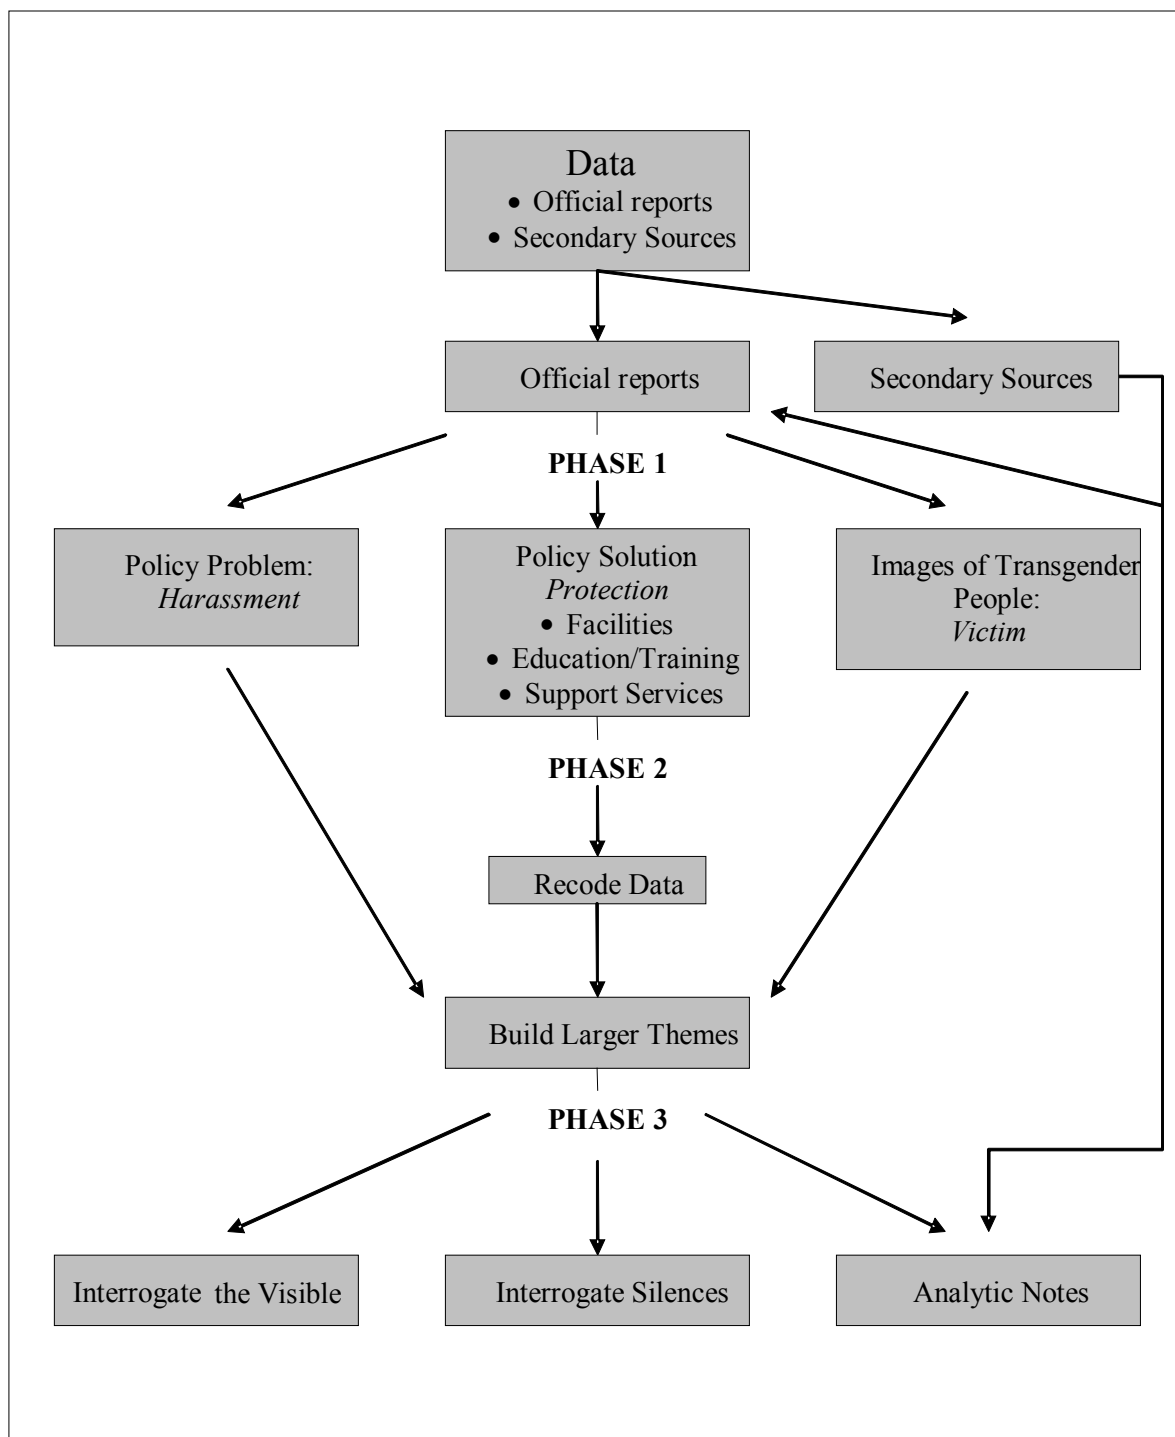 Data
• Official reports
• Secondary Sources
Official reports
Secondary Sources
PHASE 1
Policy Problem:
Harassment
Policy Solution
Protection
• Facilities
• Education/Training
• Support Services
Images of Transgender
People:
Victim
PHASE 2
Recode Data
Build Larger Themes
PHASE 3
Interrogate the Visible
Interrogate Silences
Analytic Notes